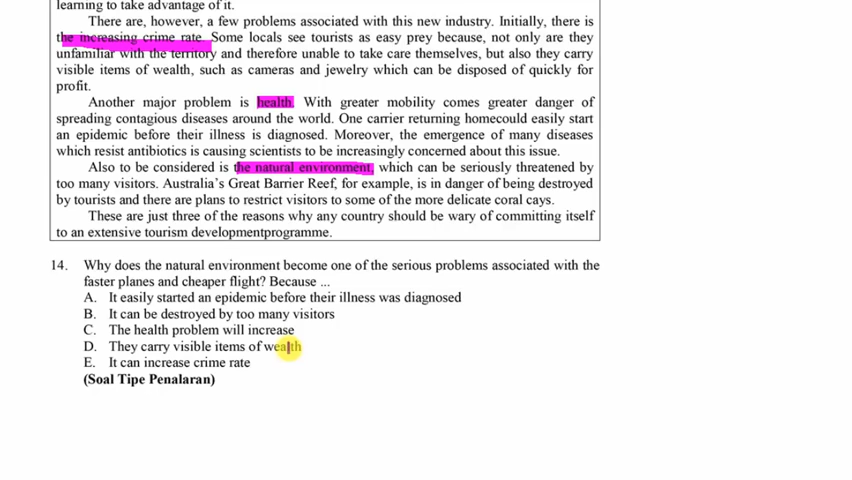 learning to take advantage of it.
There are, however, a few problems associated with this new industry. Initially, there is
the increasing crime rate. Some locals see tourists as easy prey because, not only are they
unfamiliar with the territory and therefore unable to take care themselves, but also they carry
visible items of wealth, such as cameras and jewelry which can be disposed of quickly for
profit.
Another major problem is health. With greater mobility comes greater danger of
spreading contagious diseases around the world. One carrier returning homecould easily start
an epidemic before their illness is diagnosed. Moreover, the emergence of many diseases
which resist antibiotics is causing scientists to be increasingly concerned about this issue.
Also to be considered is the natural environment, which can be seriously threatened by
too many visitors. Australia's Great Barrier Reef, for example, is in danger of being destroyed
by tourists and there are plans to restrict visitors to some of the more delicate coral cays.
These are just three of the reasons why any country should be wary of committing itself
to an extensive tourism developmentprogramme.
14. Why does the natural environment become one of the serious problems associated with the
faster planes and cheaper flight? Because ...
A. It easily started an epidemic before their illness was diagnosed
B. It can be destroyed by too many visitors
C. The health problem will increase
D. They carry visible items of wealth
E. It can increase crime rate
(Soal Tipe Penalaran)